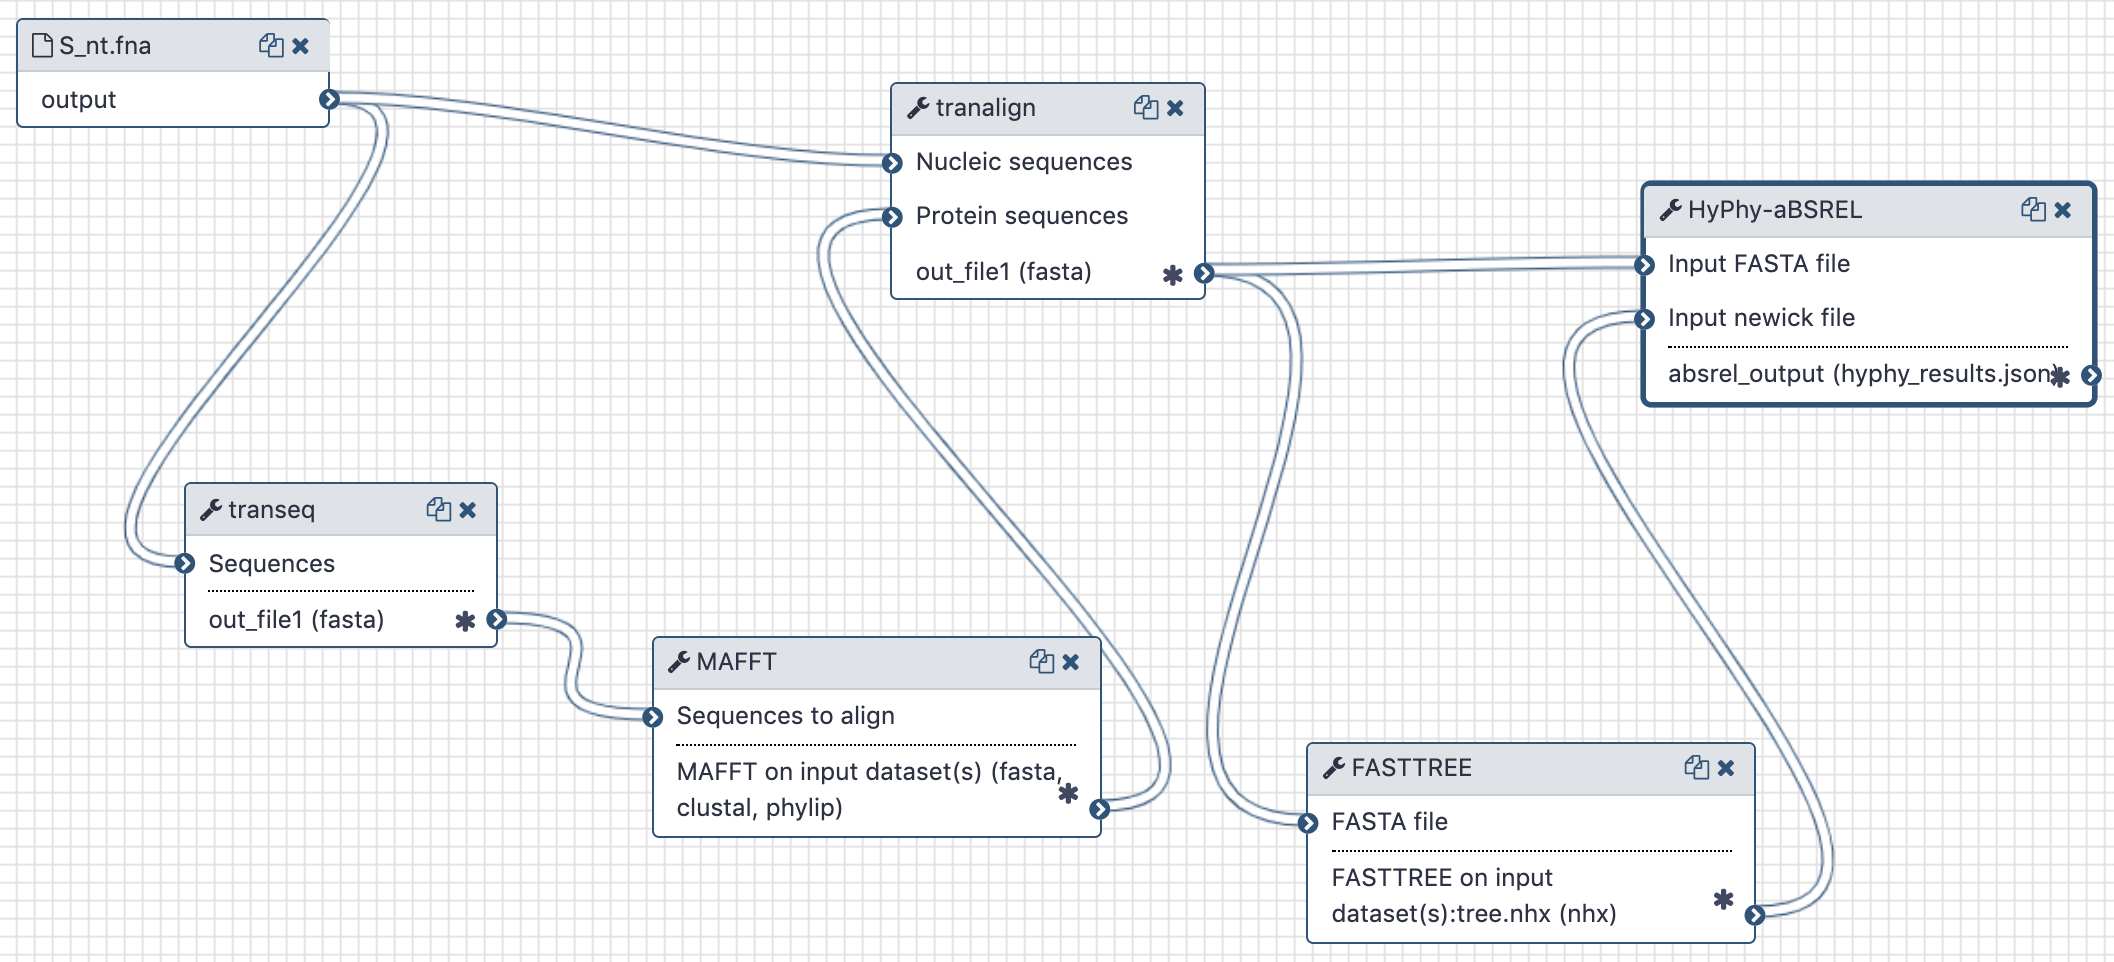 S_nt.fna
output
tranalign
Nucleic sequences
Protein sequences
out_file1 (fasta)
HyPhy-aBSREL
Input FASTA file
Input newick file
absrel_output (hyphy_results.json)
transeq
Sequences
out_file1 (fasta)
MAFFT
Sequences to align
MAFFT on input dataset(s) (fasta,
clustal, phylip)
FASTTREE
FASTA file
FASTTREE on input
dataset(s):tree.nhx (nhx)